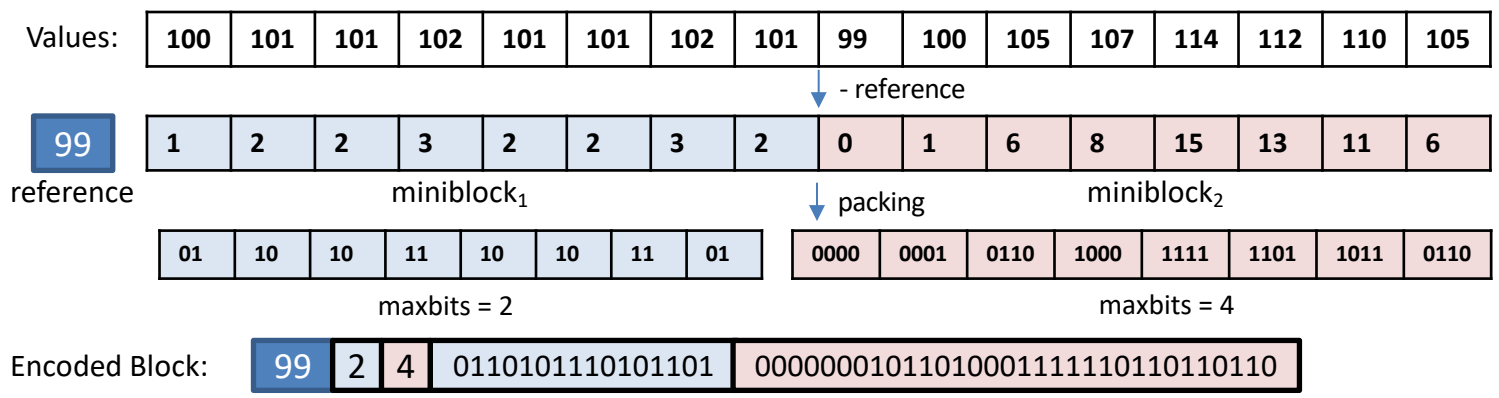 Values: 100 101 101 102 101 101 102 101 99 100 105 107 114 112 110 105
- reference
99 1 2 2 3 2 2 3 2 0 1 6 8 15 13 11 6
reference miniblock₁ miniblock₂
packing
01 10 10 11 10 10 11 01 0000 0001 0110 1000 1111 1101 1011 0110
maxbits = 2 maxbits = 4
Encoded Block: 99 2 4 0110101110101101 00000001011010001111110110110110